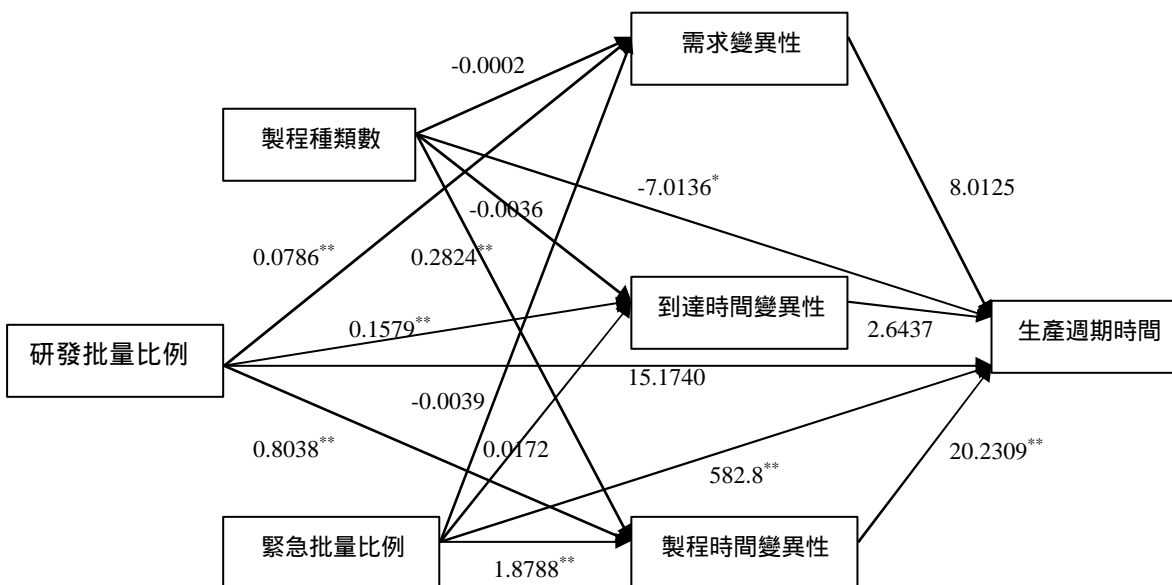 需求變異性
-0.0002
製程種類數
-7.0136*
8.0125
-0.0036
0.0786**
0.2824**
到達時間變異性
0.1579**
2.6437
生產週期時間
研發批量比例
15.1740
-0.0039
0.8038**
0.0172
20.2309**
582.8**
緊急批量比例
製程時間變異性
1.8788**